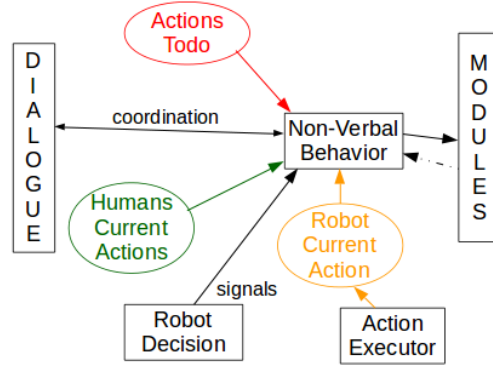 Actions
Todo
D
I
A
L
O
G
U
E
coordination
Non-Verbal
Behavior
M
O
D
U
L
E
S
Humans
Current
Actions
Robot
Current
Action
signals
Robot
Decision
Action
Executor